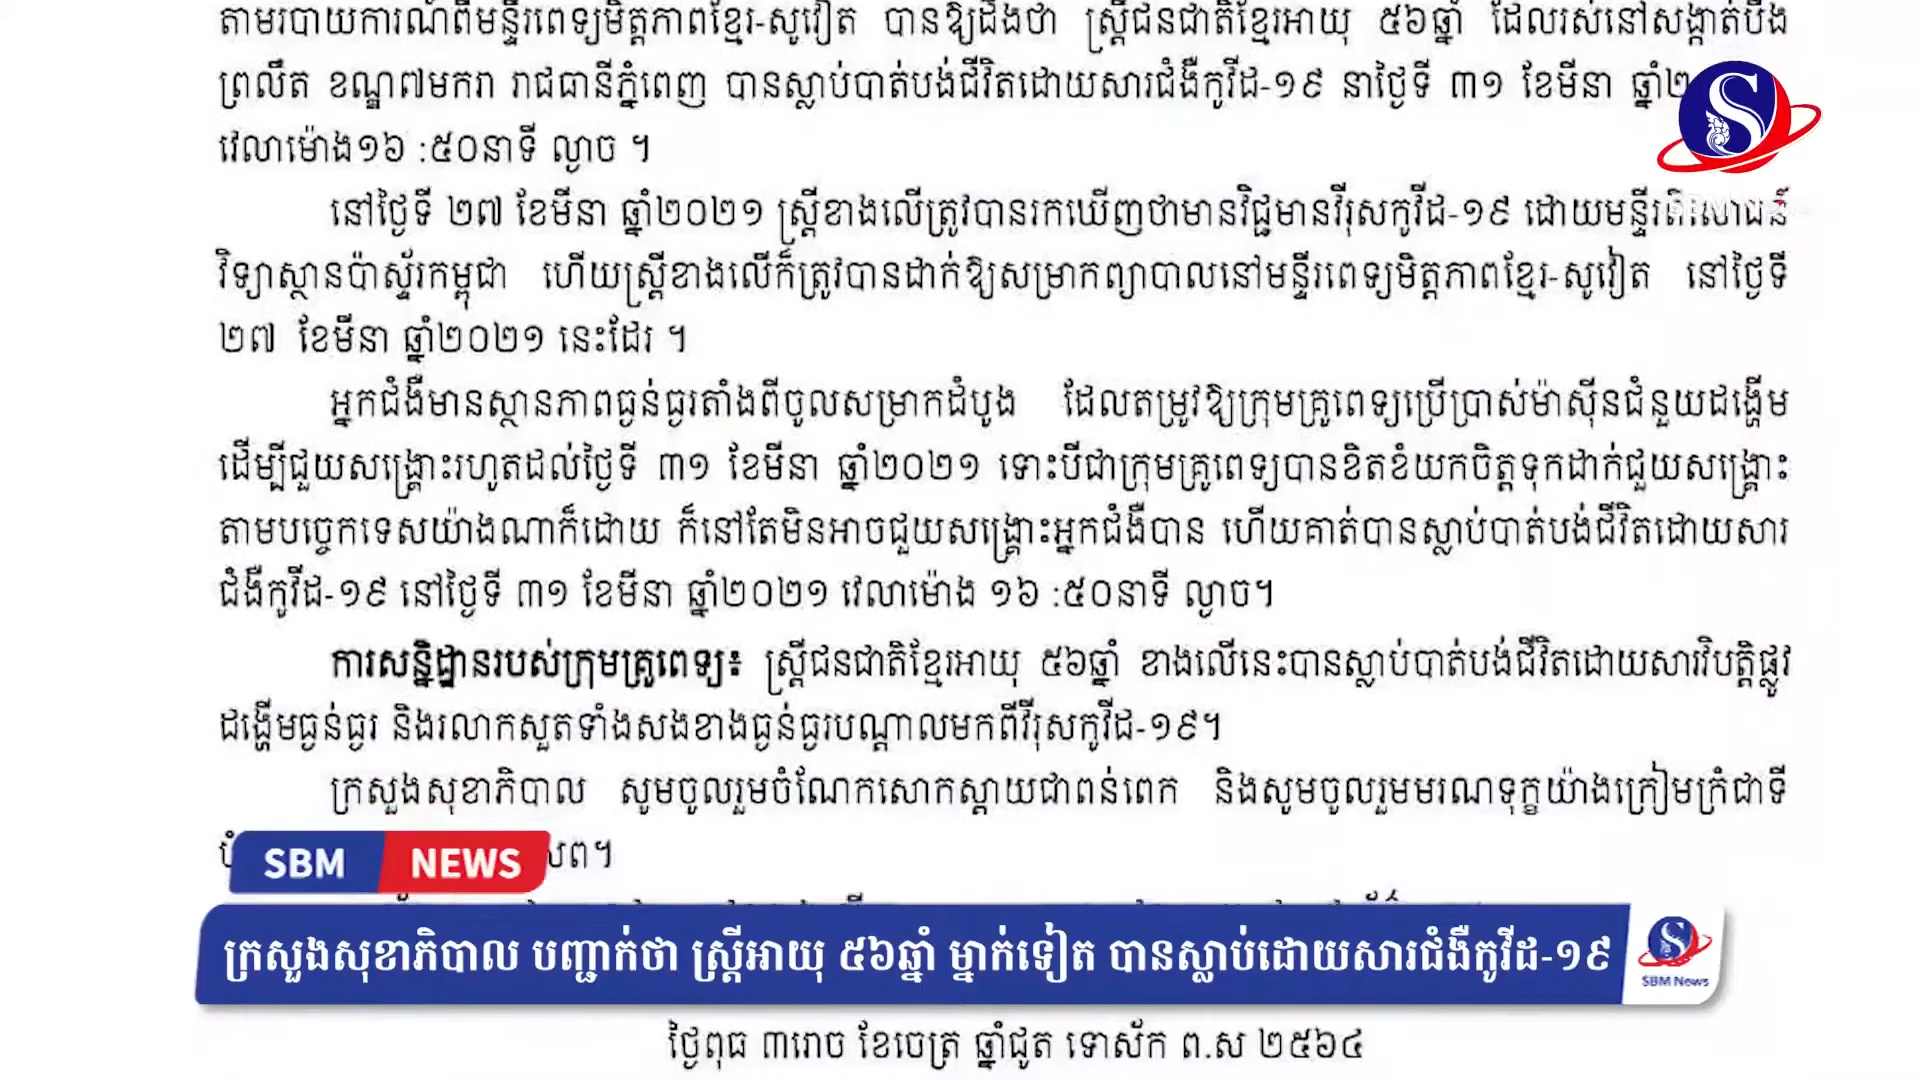 តាមរបាយការណ៍ពីមន្ទីរពេទ្យមិត្តភាពខ្មែរ-សូវៀត បានឱ្យដឹងថា ស្ត្រីជនជាតិខ្មែរអាយុ ៥៦ឆ្នាំ ដែលរស់នៅសង្កាត់បឹង
ព្រលឹត ខណ្ឌ៧មករា រាជធានីភ្នំពេញ បានស្លាប់បាត់បង់ជីវិតដោយសារជំងឺកូវីដ-១៩ នាថ្ងៃទី ៣១ ខែមីនា ឆ្នាំ២
វេលាម៉ោង១៦ :៥០នាទី ល្ងាច ។
SBM News
នៅថ្ងៃទី ២៧ ខែមីនា ឆ្នាំ២០២១ ស្ត្រីខាងលើត្រូវបានរកឃើញថាមានវិជ្ជមានវីរុសកូវីដ-១៩ ដោយមន្ទីរពិសោធន៍
វិទ្យាស្ថានប៉ាស្ទ័រកម្ពុជា ហើយស្ត្រីខាងលើក៏ត្រូវបានដាក់ឱ្យសម្រាកព្យាបាលនៅមន្ទីរពេទ្យមិត្តភាពខ្មែរ-សូវៀត នៅថ្ងៃទី
២៧ ខែមីនា ឆ្នាំ២០២១ នេះដែរ ។
អ្នកជំងឺមានស្ថានភាពធ្ងន់ធ្ងរតាំងពីចូលសម្រាកដំបូង ដែលតម្រូវឱ្យក្រុមគ្រូពេទ្យប្រើប្រាស់ម៉ាស៊ីនជំនួយដង្ហើម
ដើម្បីជួយសង្គ្រោះរហូតដល់ថ្ងៃទី ៣១ ខែមីនា ឆ្នាំ២០២១ ទោះបីជាក្រុមគ្រូពេទ្យបានខិតខំយកចិត្តទុកដាក់ជួយសង្គ្រោះ
តាមបច្ចេកទេសយ៉ាងណាក៏ដោយ ក៏នៅតែមិនអាចជួយសង្គ្រោះអ្នកជំងឺបាន ហើយគាត់បានស្លាប់បាត់បង់ជីវិតដោយសារ
ជំងឺកូវីដ-១៩ នៅថ្ងៃទី ៣១ ខែមីនា ឆ្នាំ២០២១ វេលាម៉ោង ១៦ :៥០នាទី ល្ងាច។
ការសន្និដ្ឋានរបស់ក្រុមគ្រូពេទ្យ៖ ស្ត្រីជនជាតិខ្មែរអាយុ ៥៦ឆ្នាំ ខាងលើនេះបានស្លាប់បាត់បង់ជីវិតដោយសារវិបត្តិផ្លូវ
ដង្ហើមធ្ងន់ធ្ងរ និងរលាកសួតទាំងសងខាងធ្ងន់ធ្ងរបណ្តាលមកពីវីរុសកូវីដ-១៩។
ក្រសួងសុខាភិបាល សូមចូលរួមចំណែកសោកស្តាយជាពន់ពេក និងសូមចូលរួមមរណទុក្ខយ៉ាងក្រៀមក្រំជាទី
SBM NEWS
ក្រសួងសុខាភិបាល បញ្ជាក់ថា ស្ត្រីអាយុ ៥៦ឆ្នាំ ម្នាក់ទៀត បានស្លាប់ដោយសារជំងឺកូវីដ-១៩
SBM News
ថ្ងៃពុធ ៣រោច ខែចេត្រ ឆ្នាំជូត ទោស័ក ព.ស ២៥៦៤